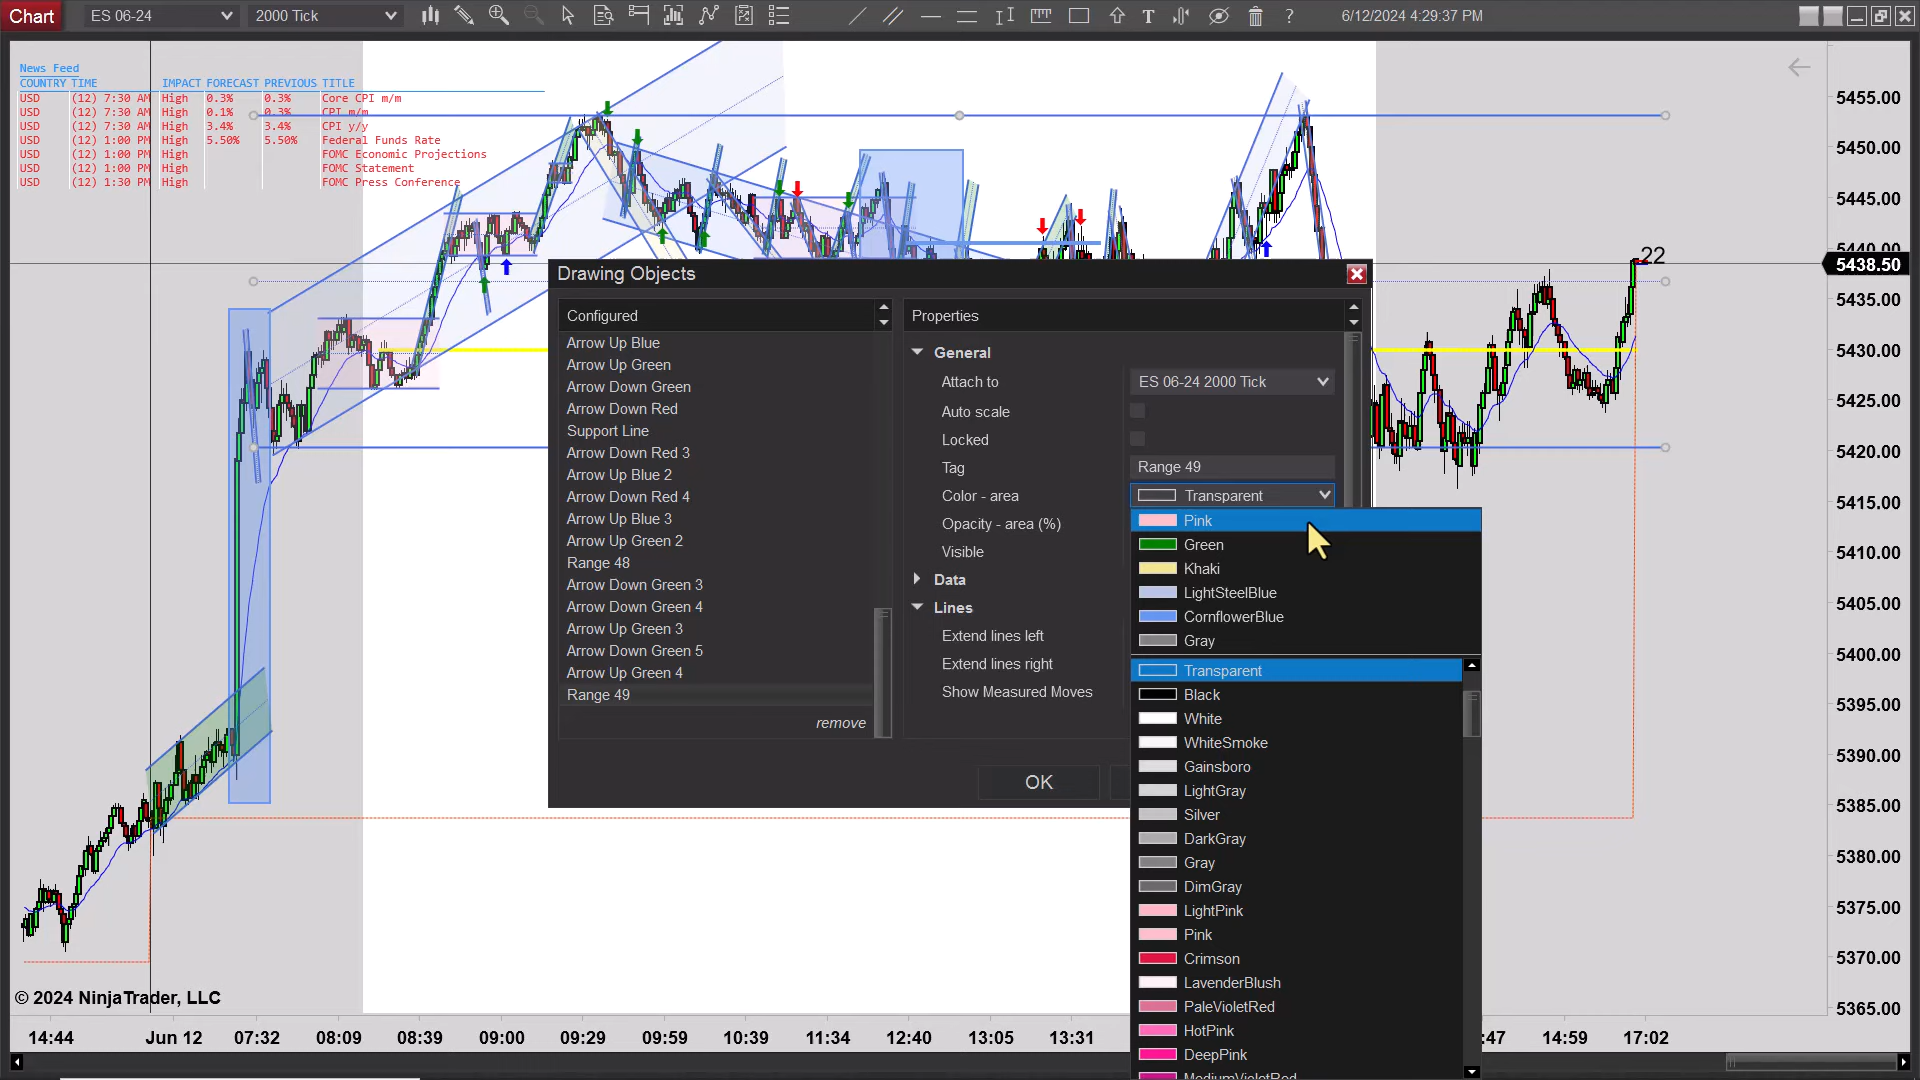 Chart ES 06-24 2000 Tick T ? 6/12/2024 4:29:37 PM
News Feed
COUNTRY TIME IMPACT FORECAST PREVIOUS TITLE
USD (12) 7:30 AM High 0.3% 0.3% Core CPI m/m
USD (12) 7:30 AM High 0.1% 0.3% CPI m/m
USD (12) 7:30 AM High 3.4% 3.4% CPI y/y
USD (12) 1:00 PM High 5.50% 5.50% Federal Funds Rate
USD (12) 1:00 PM High FOMC Economic Projections
USD (12) 1:00 PM High FOMC Statement
USD (12) 1:30 PM High FOMC Press Conference
22
Drawing Objects
Configured
Arrow Up Blue
Arrow Up Green
Arrow Down Green
Arrow Down Red
Support Line
Arrow Down Red 3
Arrow Up Blue 2
Arrow Down Red 4
Arrow Up Blue 3
Arrow Up Green 2
Range 48
Arrow Down Green 3
Arrow Down Green 4
Arrow Up Green 3
Arrow Down Green 5
Arrow Up Green 4
Range 49
remove
Properties
General
Attach to ES 06-24 2000 Tick
Auto scale
Locked
Tag Range 49
Color - area Transparent
Opacity - area (%)
Visible
Data
Lines
Extend lines left
Extend lines right
Show Measured Moves
OK
Pink
Green
Khaki
LightSteelBlue
CornflowerBlue
Gray
Transparent
Black
White
WhiteSmoke
Gainsboro
LightGray
Silver
DarkGray
Gray
DimGray
LightPink
Pink
Crimson
LavenderBlush
PaleVioletRed
HotPink
DeepPink
MediumVioletRed
5455.00
5450.00
5445.00
5440.00
5438.50
5435.00
5430.00
5425.00
5420.00
5415.00
5410.00
5405.00
5400.00
5395.00
5390.00
5385.00
5380.00
5375.00
5370.00
5365.00
© 2024 NinjaTrader, LLC
14:44 Jun 12 07:32 08:09 08:39 09:00 09:29 09:59 10:39 11:34 12:40 13:05 13:31 :47 14:59 17:02